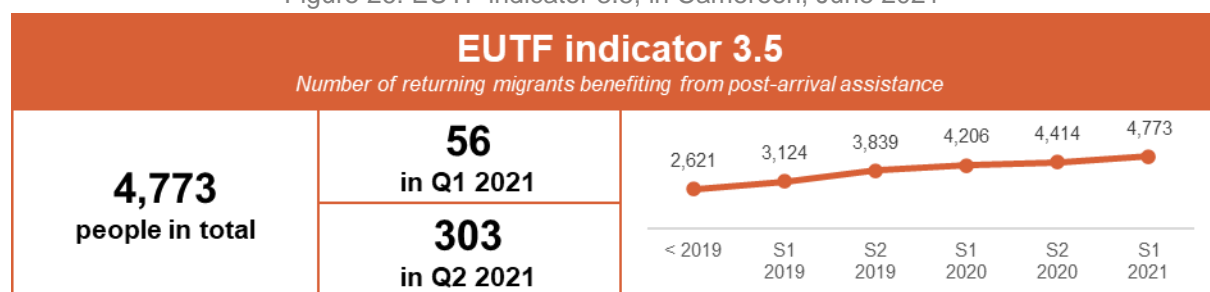 EUTF indicator 3.5
Number of returning migrants benefiting from post-arrival assistance
4,773
people in total
56
in Q1 2021
303
in Q2 2021
2,621 3,124 3,839 4,206 4,414 4,773
< 2019 S1 S2 S1 S2 S1
2019 2019 2020 2020 2021